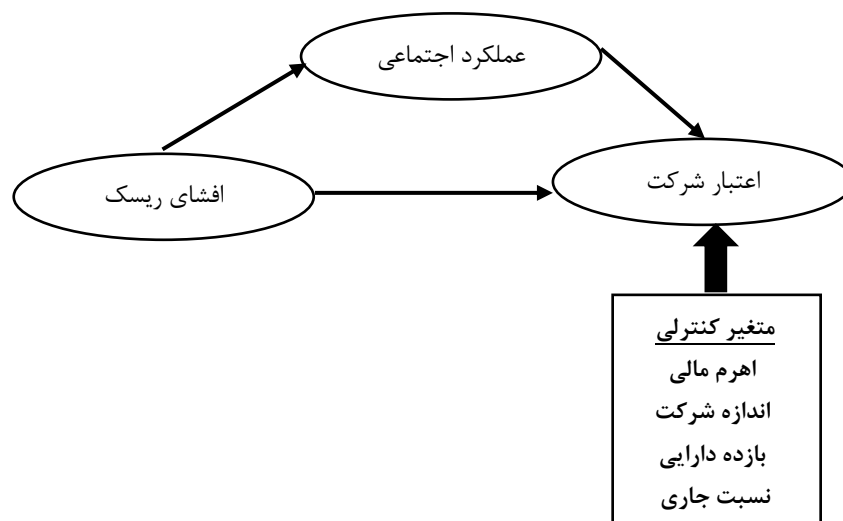 عملکرد اجتماعی
اعتبار شرکت
افشای ریسک
متغیر کنترلی
اهرم مالی
اندازه شرکت
بازده دارایی
نسبت جاری